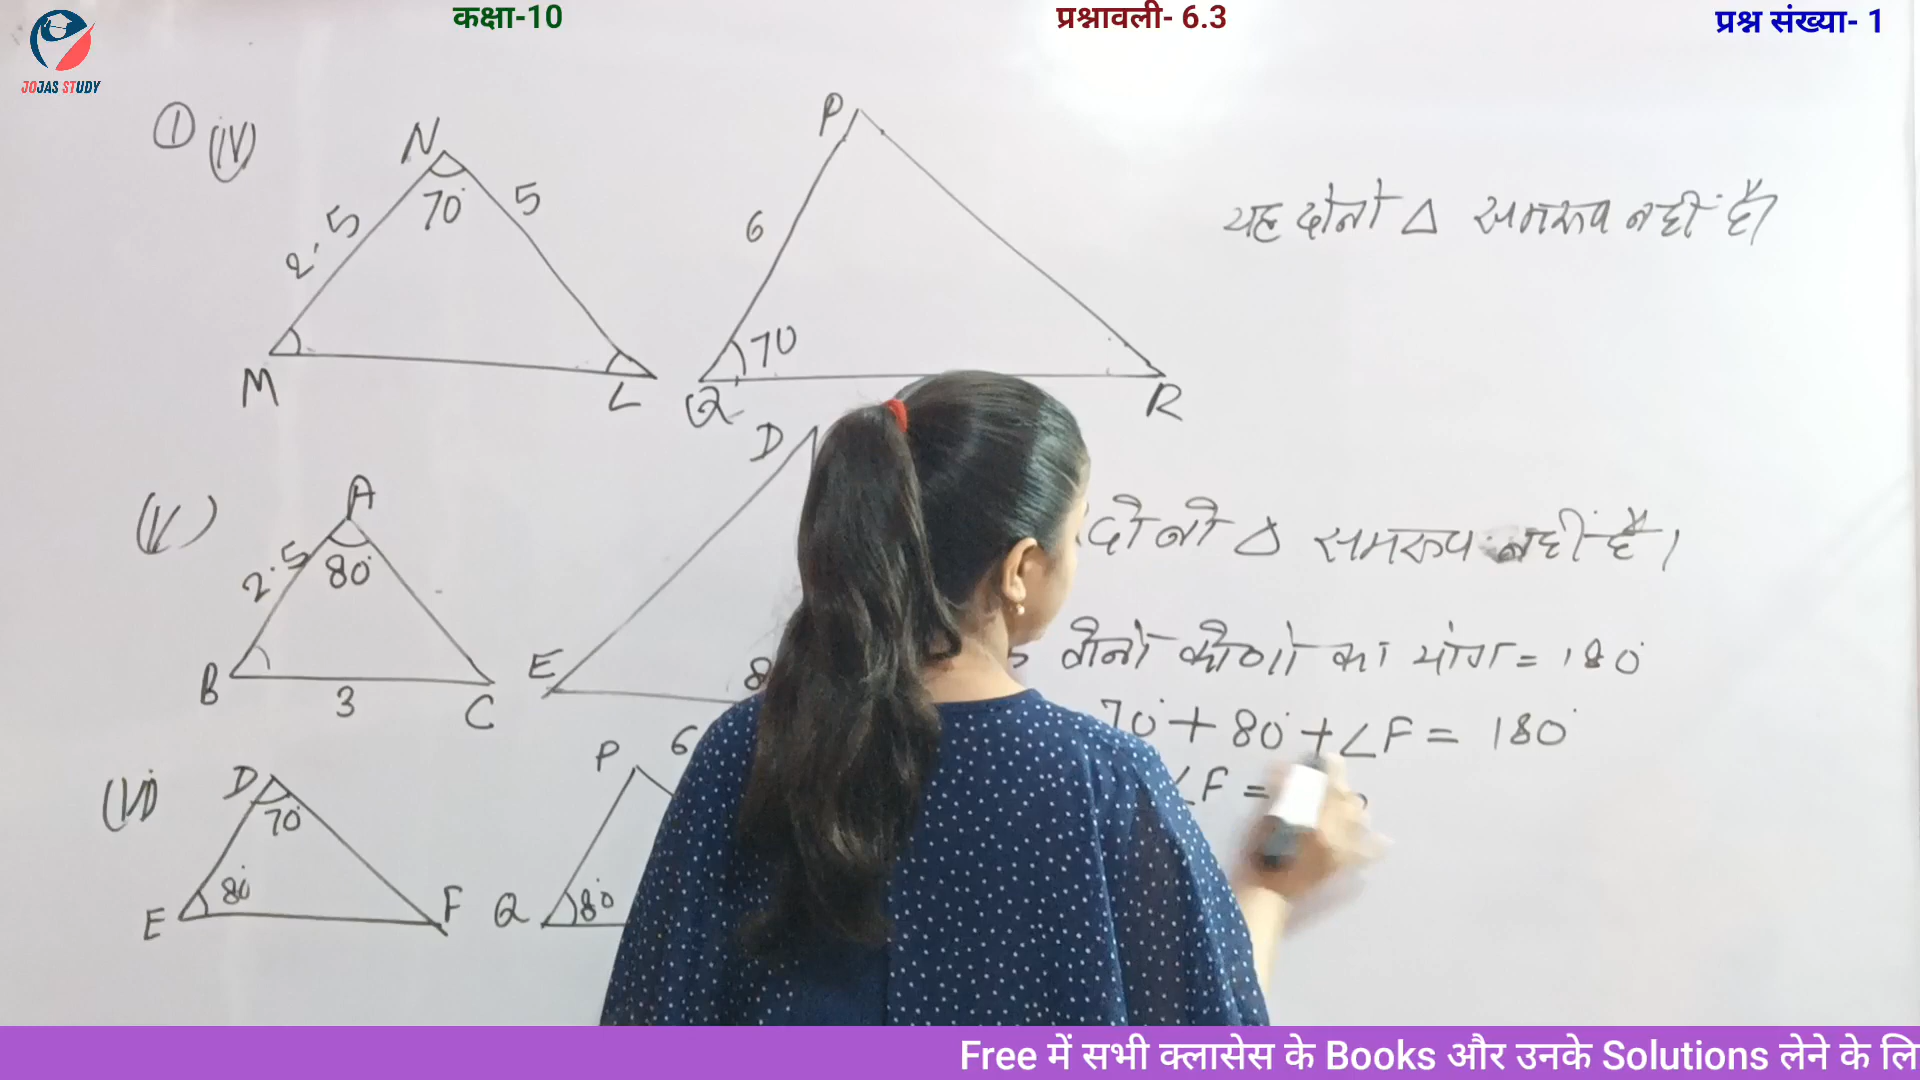 कक्षा-10
प्रश्नावली- 6.3
प्रश्न संख्या- 1
JOJAS STUDY
① (iv)
N
70°
2.5
5
M
L
P
6
70
Q
R
यह दोनो △ समरूप नहीं है।
(v)
A
80°
2.5
B
3
C
D
E
8
दोनो △ समरूप नहीं है।
तीनो कोणो का योग = 180°
70° + 80° + ∠F = 180°
∠F =
(vi)
D
70°
E
80°
F
P
6
Q
80°
Free में सभी क्लासेस के Books और उनके Solutions लेने के लि